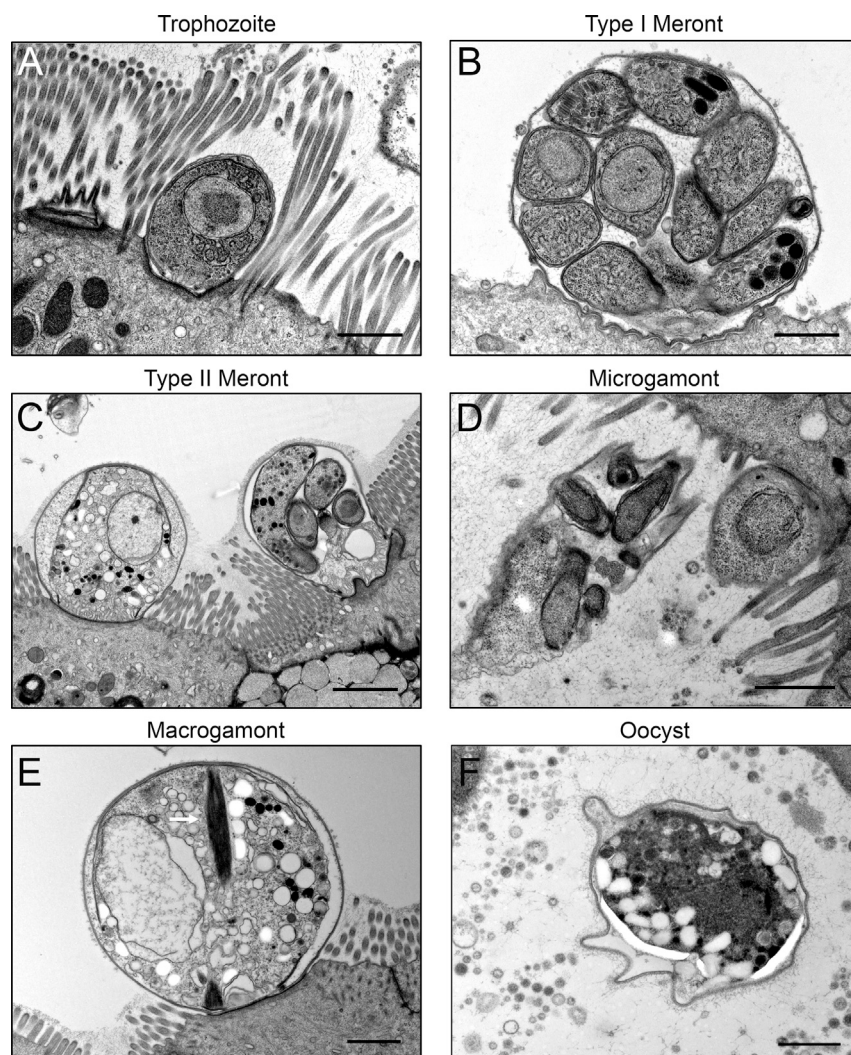 Trophozoite
Type I Meront
A
B
Type II Meront
Microgamont
C
D
Macrogamont
Oocyst
E
F